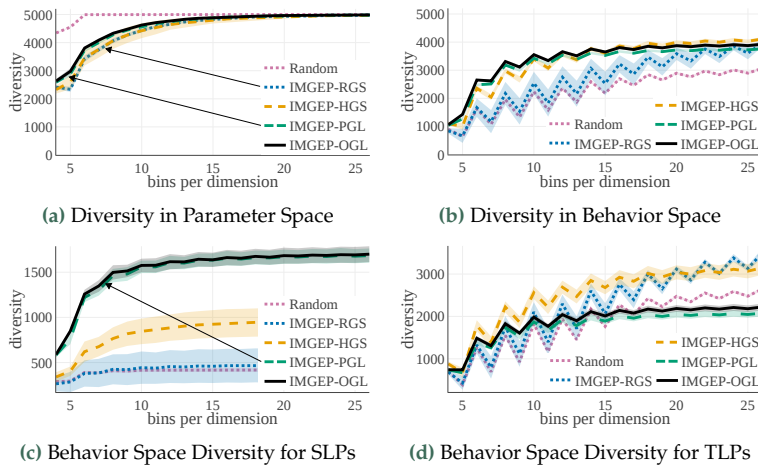 5000
4000
3000
2000
1000
0
diversity
Random
IMGEP-RGS
IMGEP-HGS
IMGEP-PGL
IMGEP-OGL
5 10 15 20 25
bins per dimension
(a) Diversity in Parameter Space
5000
4000
3000
2000
1000
0
diversity
Random
IMGEP-RGS
IMGEP-HGS
IMGEP-PGL
IMGEP-OGL
5 10 15 20 25
bins per dimension
(b) Diversity in Behavior Space
1500
1000
500
diversity
Random
IMGEP-RGS
IMGEP-HGS
IMGEP-PGL
IMGEP-OGL
5 10 15 20 25
bins per dimension
(c) Behavior Space Diversity for SLPs
3000
2000
1000
diversity
Random
IMGEP-RGS
IMGEP-HGS
IMGEP-PGL
IMGEP-OGL
5 10 15 20 25
bins per dimension
(d) Behavior Space Diversity for TLPs